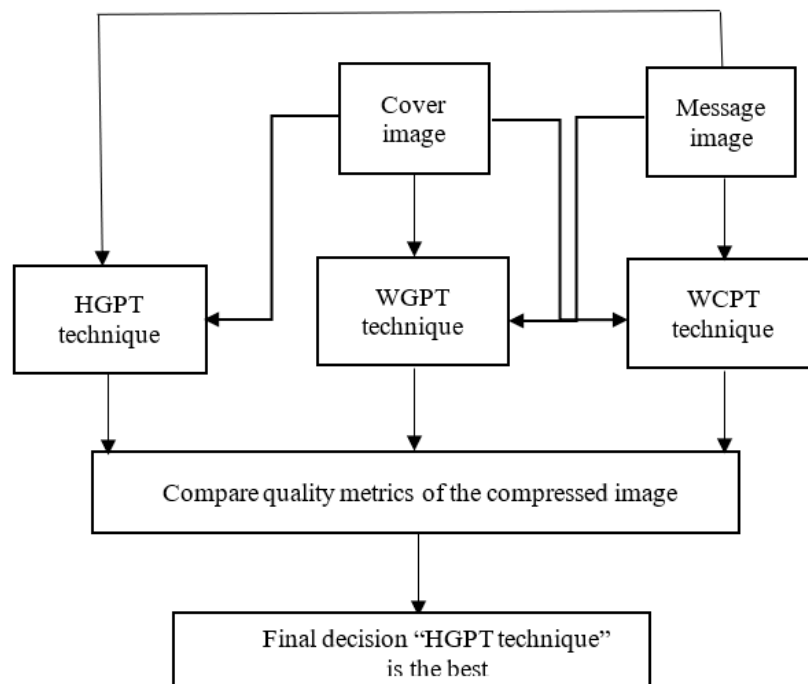 Cover
image
Message
image
HGPT
technique
WGPT
technique
WCPT
technique
Compare quality metrics of the compressed image
Final decision “HGPT technique”
is the best